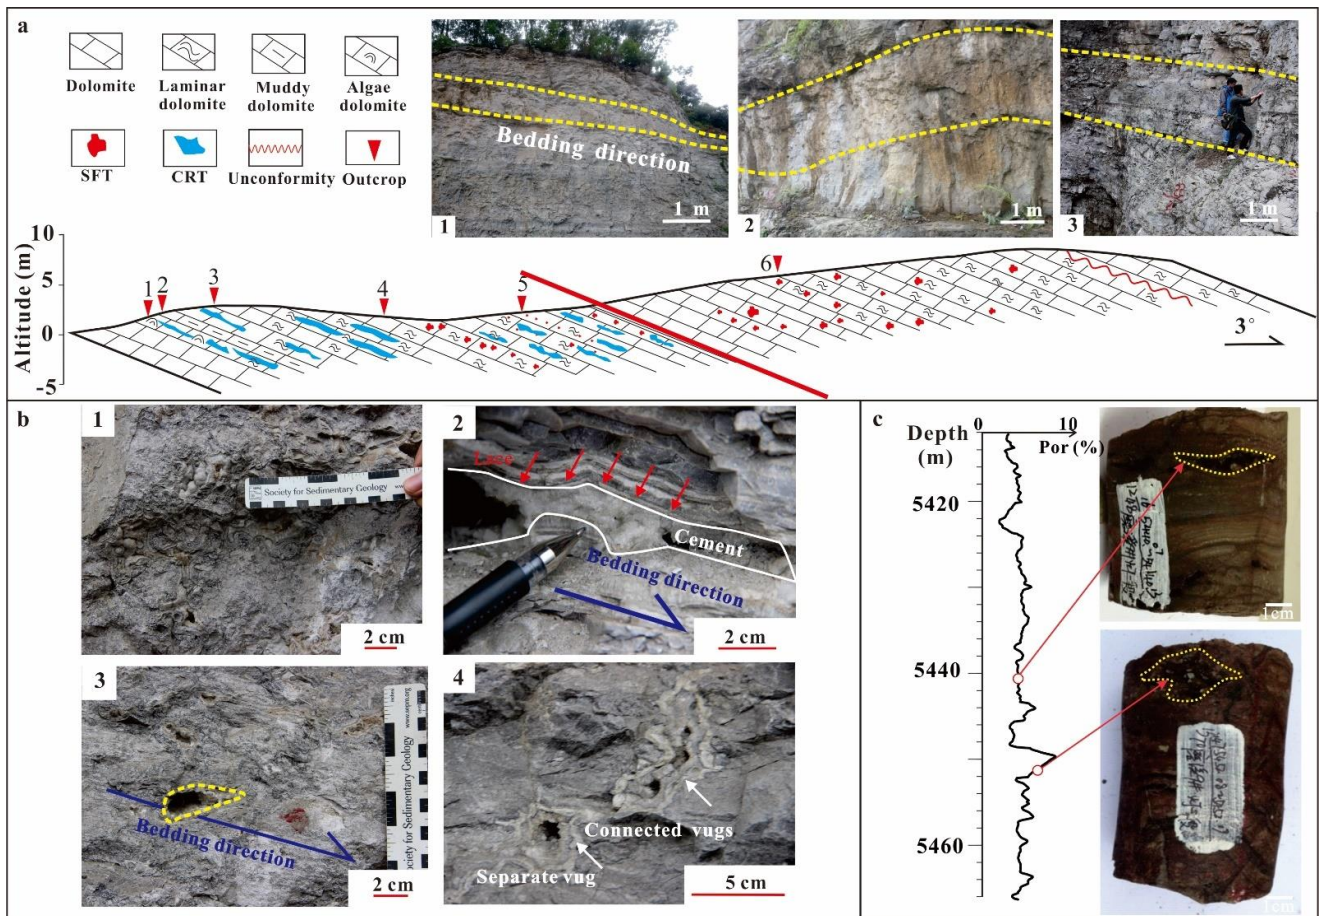 a
Dolomite
Laminar
dolomite
Muddy
dolomite
Algae
dolomite
SFT
CRT
Unconformity
Outcrop
Bedding direction
1 m
1
1 m
2
1 m
3
10
5
0
-5
Altitude (m)
1
2
3
4
5
6
3°
b
1
Society for Sedimentary Geology
2 cm
2
Cement
Bedding direction
2 cm
3
Bedding direction
Society for Sedimentary Geology
2 cm
4
Connected vugs
Separate vug
5 cm
c
Depth
(m)
0
10
Por (%)
5420
5440
5460
1cm
1cm